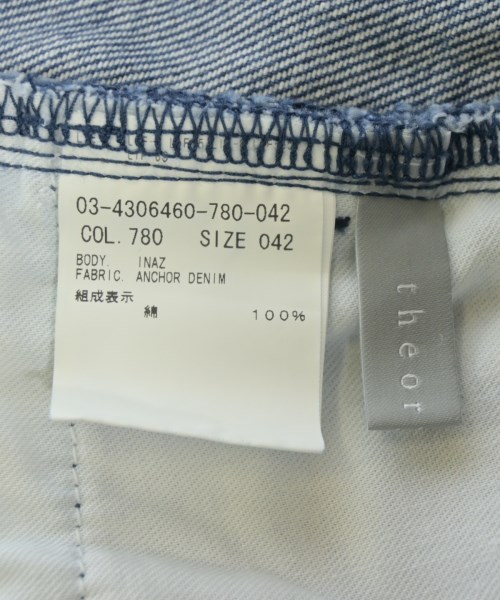 03-4306460-780-042
COL. 780 SIZE 042
BODY. INAZ
FABRIC. ANCHOR DENIM
組成表示
綿 100%
theor